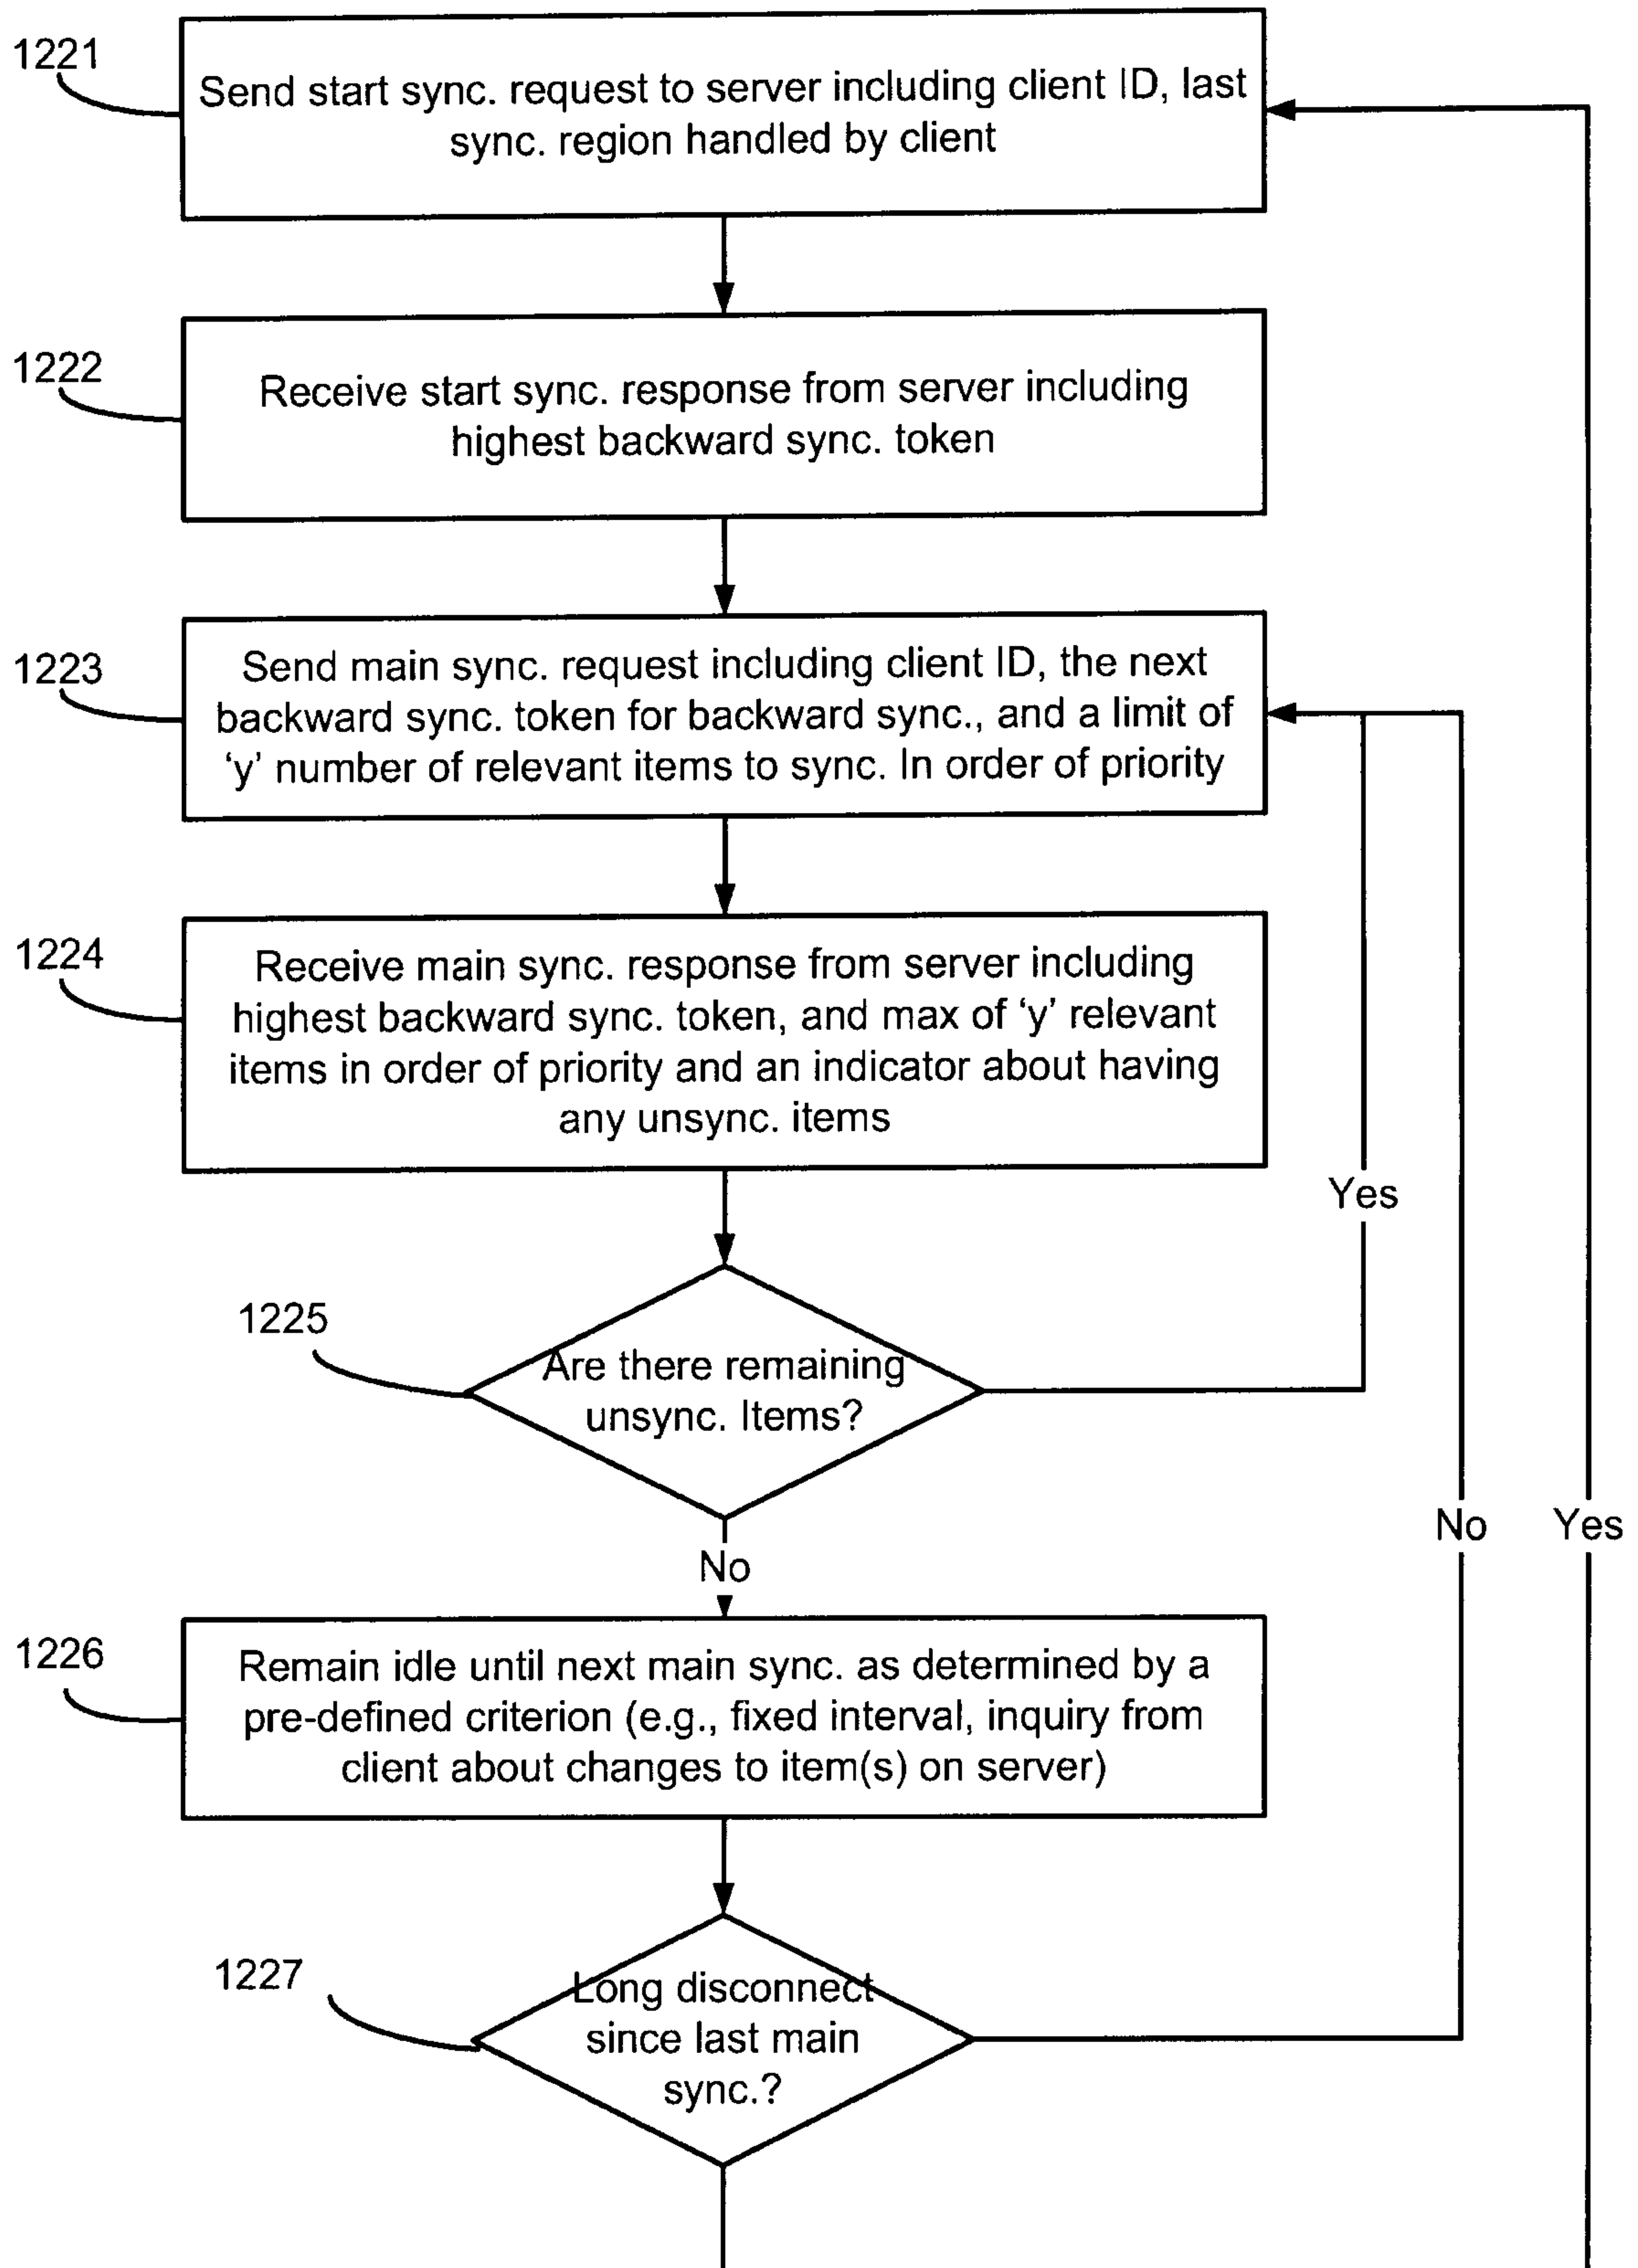 1221
Send start sync. request to server including client ID, last
sync. region handled by client
1222
Receive start sync. response from server including
highest backward sync. token
1223
Send main sync. request including client ID, the next
backward sync. token for backward sync., and a limit of
‘y’ number of relevant items to sync. In order of priority
1224
Receive main sync. response from server including
highest backward sync. token, and max of ‘y’ relevant
items in order of priority and an indicator about having
any unsync. items
Yes
1225
Are there remaining
unsync. Items?
No
No
Yes
1226
Remain idle until next main sync. as determined by a
pre-defined criterion (e.g., fixed interval, inquiry from
client about changes to item(s) on server)
1227
Long disconnect
since last main
sync.?